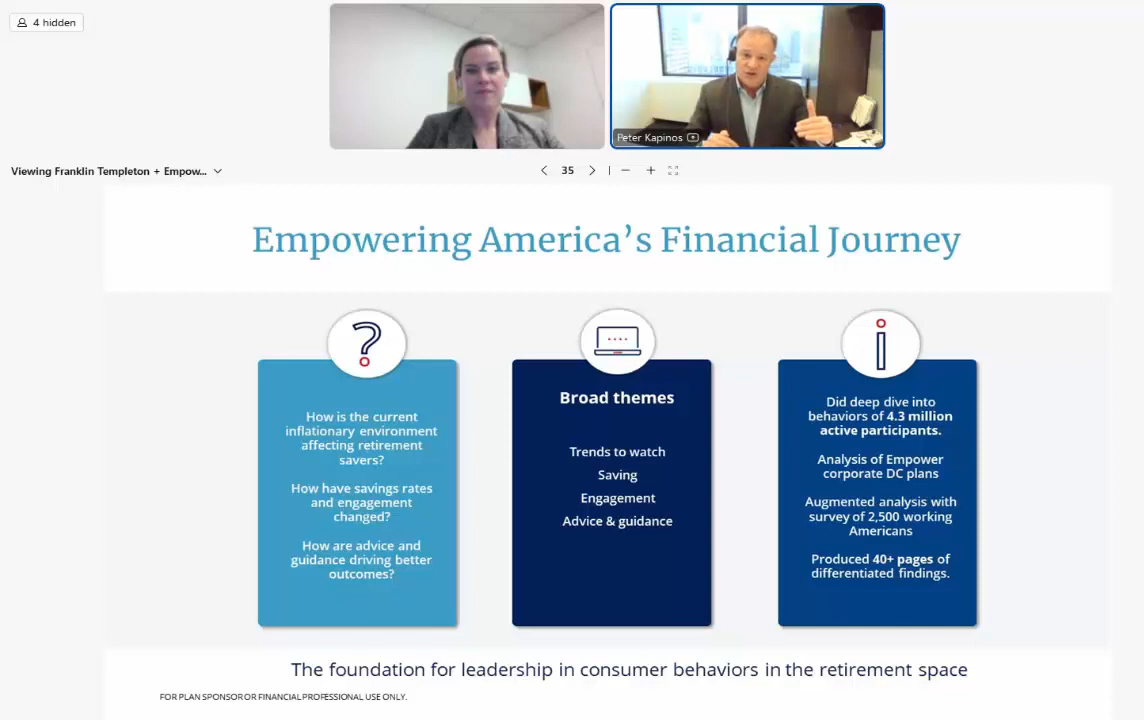 4 hidden
Peter Kapinos
Viewing Franklin Templeton + Empow...
35
Empowering America’s Financial Journey
?
How is the current
inflationary environment
affecting retirement
savers?
How have savings rates
and engagement
changed?
How are advice and
guidance driving better
outcomes?
Broad themes
Trends to watch
Saving
Engagement
Advice & guidance
i
Did deep dive into
behaviors of 4.3 million
active participants.
Analysis of Empower
corporate DC plans
Augmented analysis with
survey of 2,500 working
Americans
Produced 40+ pages of
differentiated findings.
The foundation for leadership in consumer behaviors in the retirement space
FOR PLAN SPONSOR OR FINANCIAL PROFESSIONAL USE ONLY.